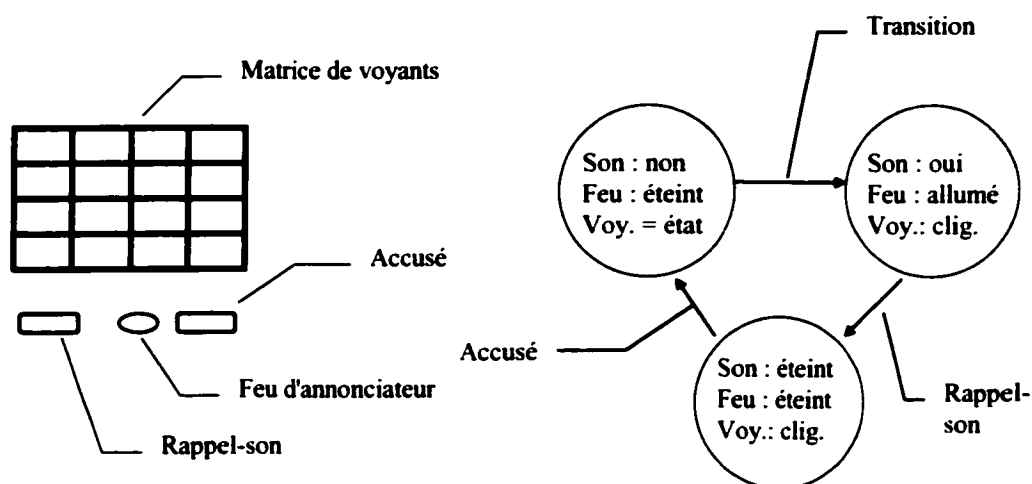 Matrice de voyants
Accusé
Feu d'annonciateur
Rappel-son
Transition
Son : non
Feu : éteint
Voy. = état
Son : oui
Feu : allumé
Voy.: clig.
Accusé
Son : éteint
Feu : éteint
Voy.: clig.
Rappel-
son